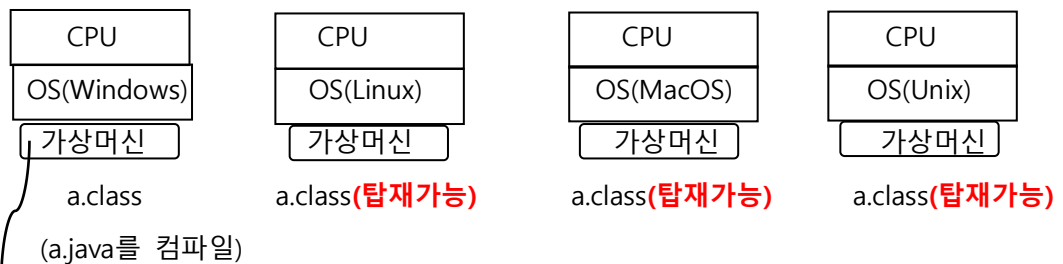 CPU CPU CPU CPU
OS(Windows) OS(Linux) OS(MacOS) OS(Unix)
가상머신 가상머신 가상머신 가상머신
a.class a.class(탑재가능) a.class(탑재가능) a.class(탑재가능)
(a.java를 컴파일)